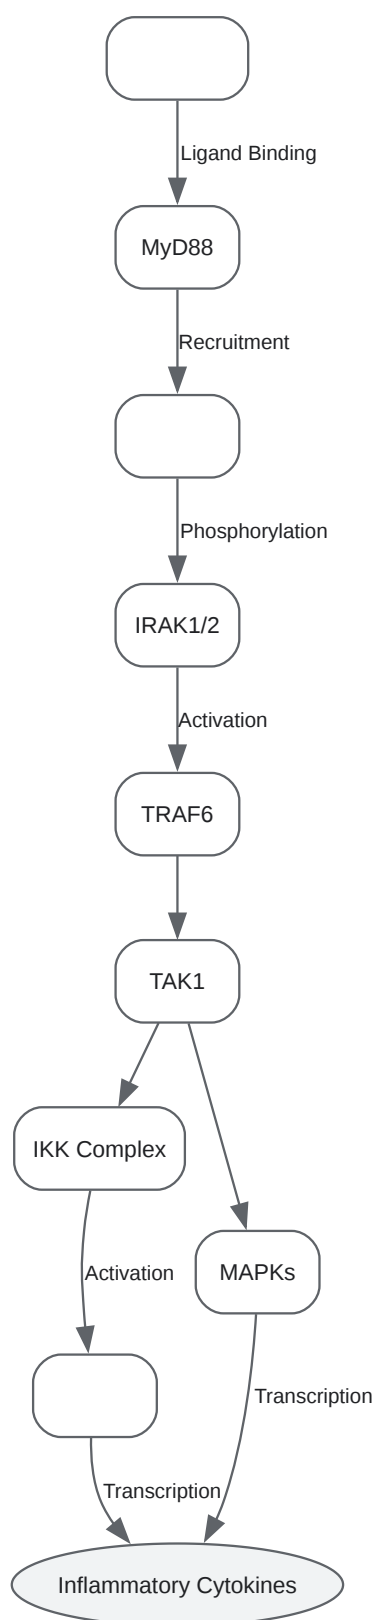 Ligand Binding
MyD88
Recruitment
Phosphorylation
IRAK1/2
Activation
TRAF6
TAK1
IKK Complex
Activation
MAPKs
Transcription
Transcription
Inflammatory Cytokines